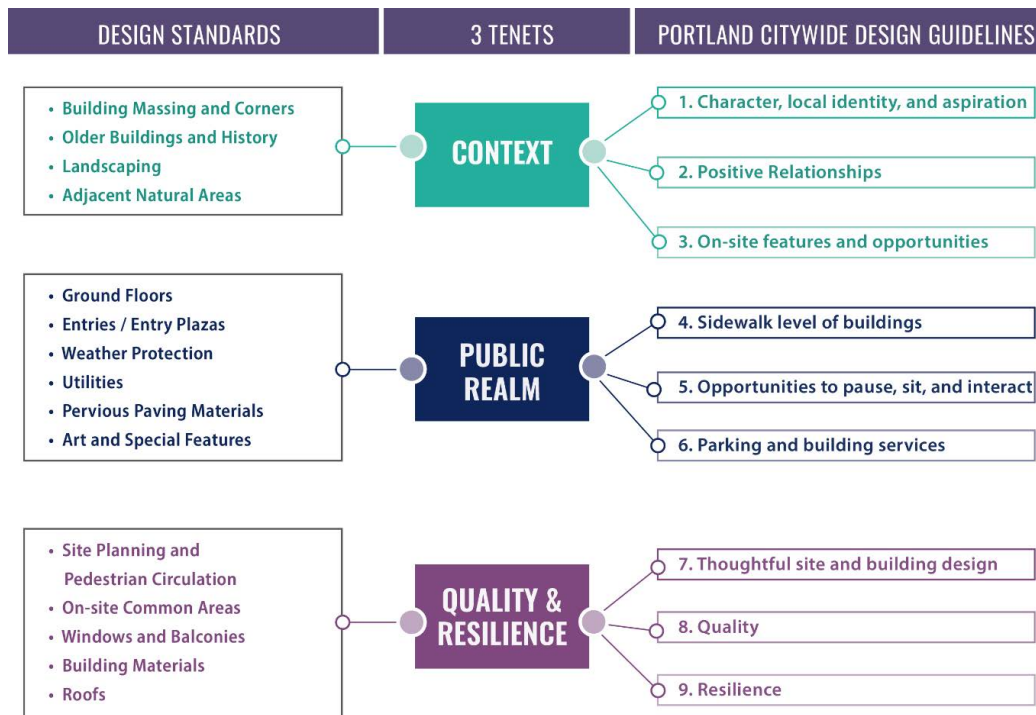 DESIGN STANDARDS
3 TENETS
PORTLAND CITYWIDE DESIGN GUIDELINES
• Building Massing and Corners
• Older Buildings and History
• Landscaping
• Adjacent Natural Areas
CONTEXT
1. Character, local identity, and aspiration
2. Positive Relationships
3. On-site features and opportunities
• Ground Floors
• Entries / Entry Plazas
• Weather Protection
• Utilities
• Pervious Paving Materials
• Art and Special Features
PUBLIC
REALM
4. Sidewalk level of buildings
5. Opportunities to pause, sit, and interact
6. Parking and building services
• Site Planning and
Pedestrian Circulation
• On-site Common Areas
• Windows and Balconies
• Building Materials
• Roofs
QUALITY &
RESILIENCE
7. Thoughtful site and building design
8. Quality
9. Resilience